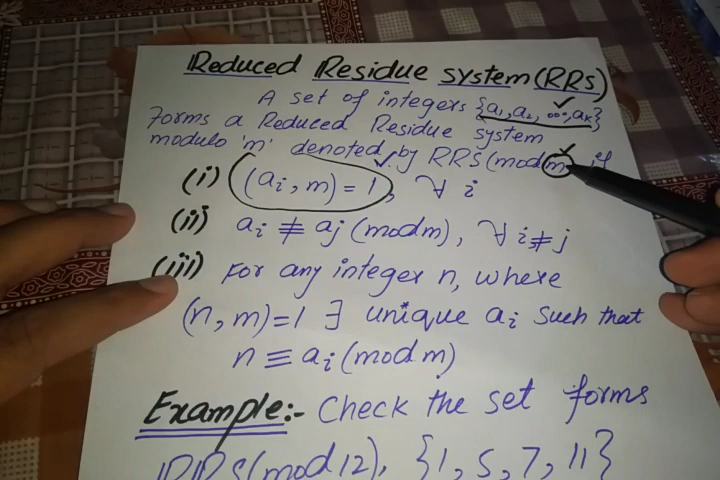 Reduced Residue System (RRS)
A set of integers {a1, a2, ..., ak}
Forms a Reduced Residue System
modulo 'm' denoted by RRS(mod m) if
(i) (ai, m) = 1, ∀ i
(ii) ai ≢ aj (mod m), ∀ i ≠ j
(iii) For any integer n, where
(n, m) = 1 ∃ unique ai such that
n ≡ ai (mod m)
Example:- Check the set forms
RRS(mod 12), {1, 5, 7, 11}